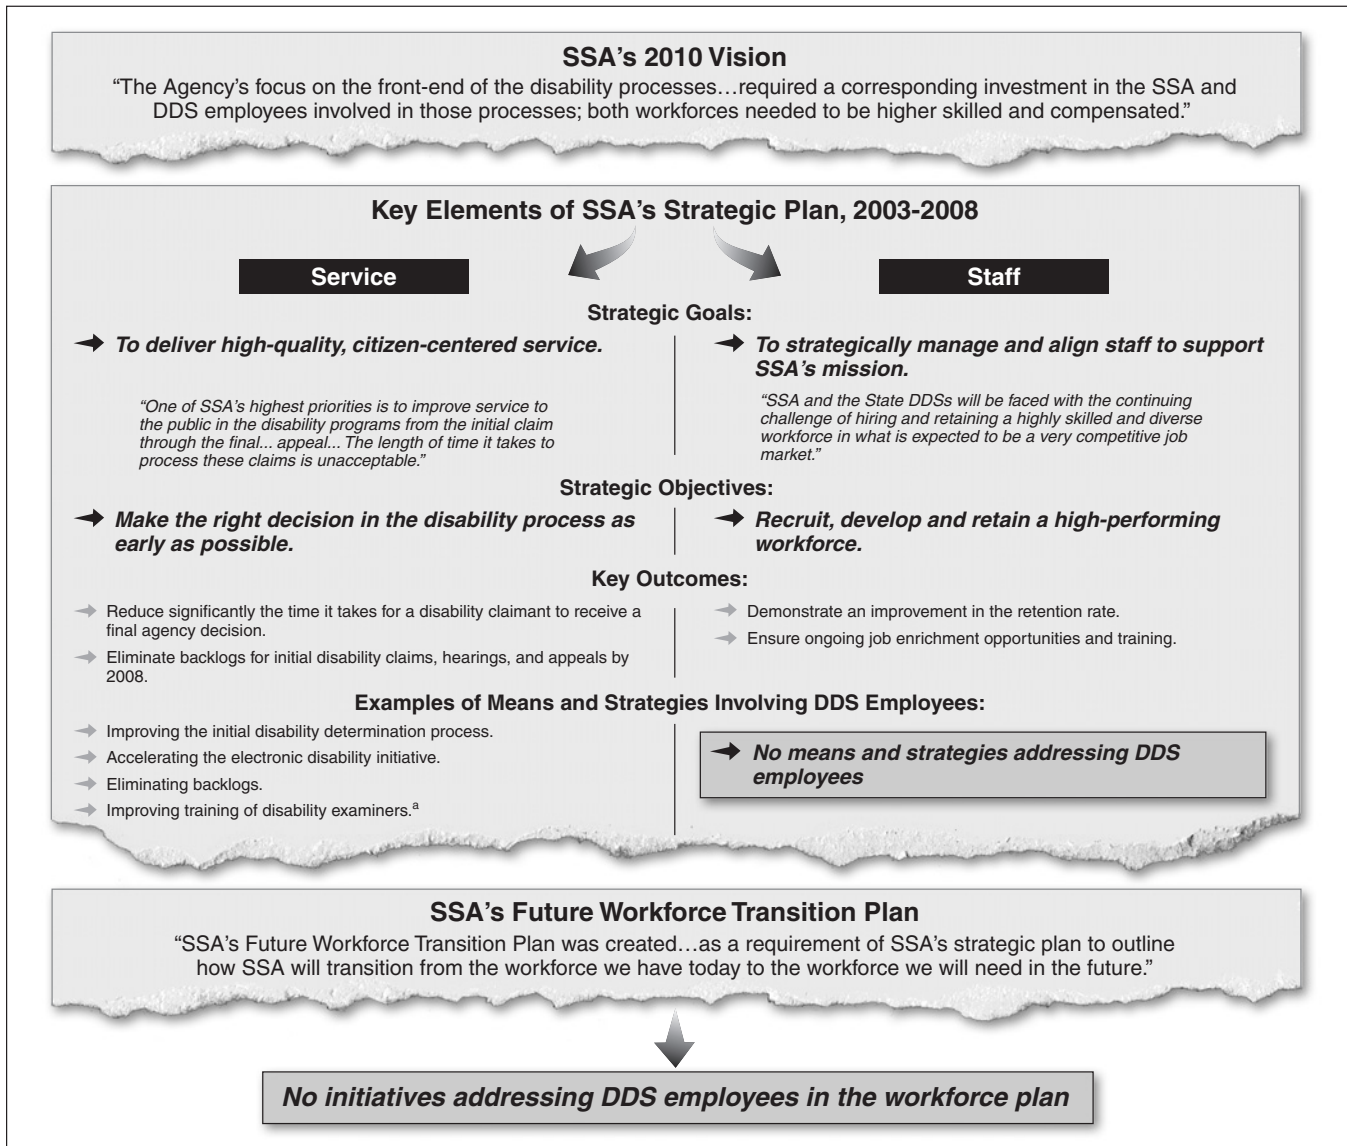 SSA's 2010 Vision
“The Agency's focus on the front-end of the disability processes…required a corresponding investment in the SSA and
DDS employees involved in those processes; both workforces needed to be higher skilled and compensated.”
Key Elements of SSA's Strategic Plan, 2003-2008
Service
Staff
Strategic Goals:
To deliver high-quality, citizen-centered service.
“One of SSA's highest priorities is to improve service to
the public in the disability programs from the initial claim
through the final... appeal... The length of time it takes to
process these claims is unacceptable.”
To strategically manage and align staff to support
SSA's mission.
“SSA and the State DDSs will be faced with the continuing
challenge of hiring and retaining a highly skilled and diverse
workforce in what is expected to be a very competitive job
market.”
Strategic Objectives:
Make the right decision in the disability process as
early as possible.
Recruit, develop and retain a high-performing
workforce.
Key Outcomes:
Reduce significantly the time it takes for a disability claimant to receive a
final agency decision.
Eliminate backlogs for initial disability claims, hearings, and appeals by
2008.
Demonstrate an improvement in the retention rate.
Ensure ongoing job enrichment opportunities and training.
Examples of Means and Strategies Involving DDS Employees:
Improving the initial disability determination process.
Accelerating the electronic disability initiative.
Eliminating backlogs.
Improving training of disability examiners.a
No means and strategies addressing DDS
employees
SSA's Future Workforce Transition Plan
“SSA's Future Workforce Transition Plan was created…as a requirement of SSA's strategic plan to outline
how SSA will transition from the workforce we have today to the workforce we will need in the future.”
No initiatives addressing DDS employees in the workforce plan